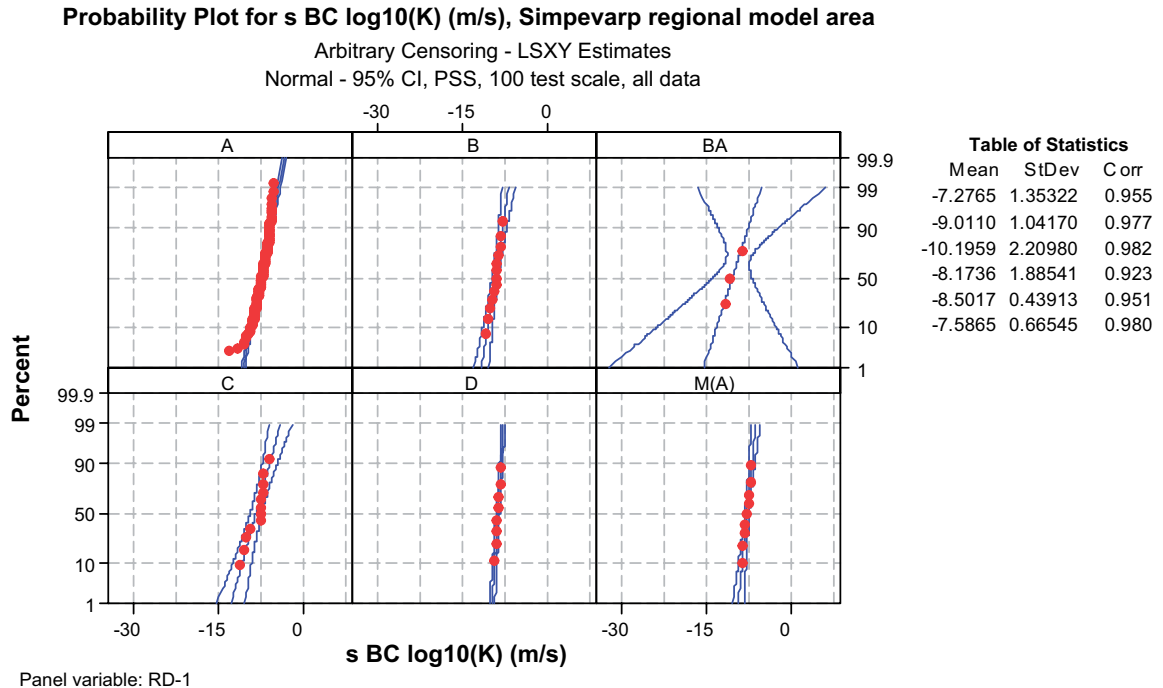 Probability Plot for s BC log10(K) (m/s), Simpevarp regional model area
Arbitrary Censoring - LSXY Estimates
Normal - 95% CI, PSS, 100 test scale, all data
-30 -15 0
A B BA
99.9
99
90
50
10
1
C D M(A)
99.9
99
90
50
10
1
-30 -15 0 -30 -15 0
Percent
s BC log10(K) (m/s)
Panel variable: RD-1
Table of Statistics
Mean StDev Corr
-7.2765 1.35322 0.955
-9.0110 1.04170 0.977
-10.1959 2.20980 0.982
-8.1736 1.88541 0.923
-8.5017 0.43913 0.951
-7.5865 0.66545 0.980